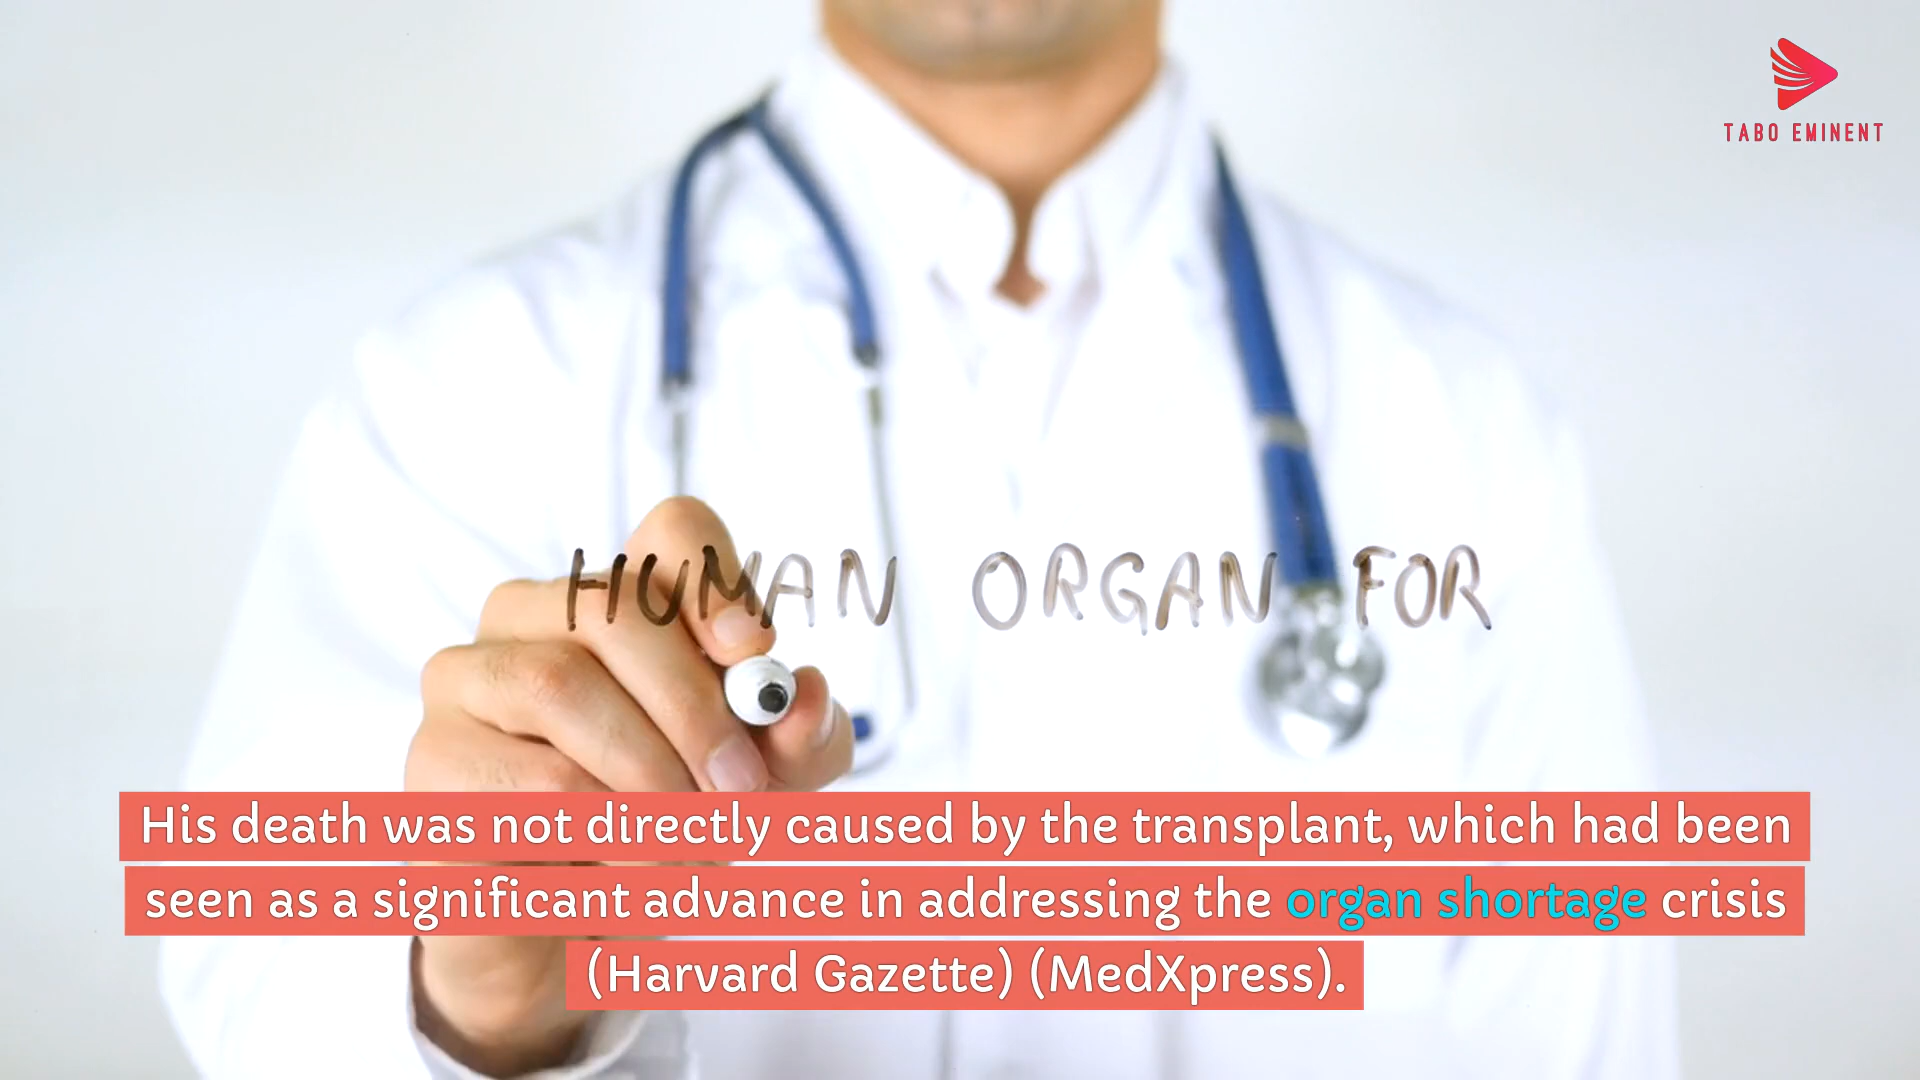 TABO EMINENT
HUMAN ORGAN FOR
His death was not directly caused by the transplant, which had been
seen as a significant advance in addressing the organ shortage crisis
(Harvard Gazette) (MedXpress).